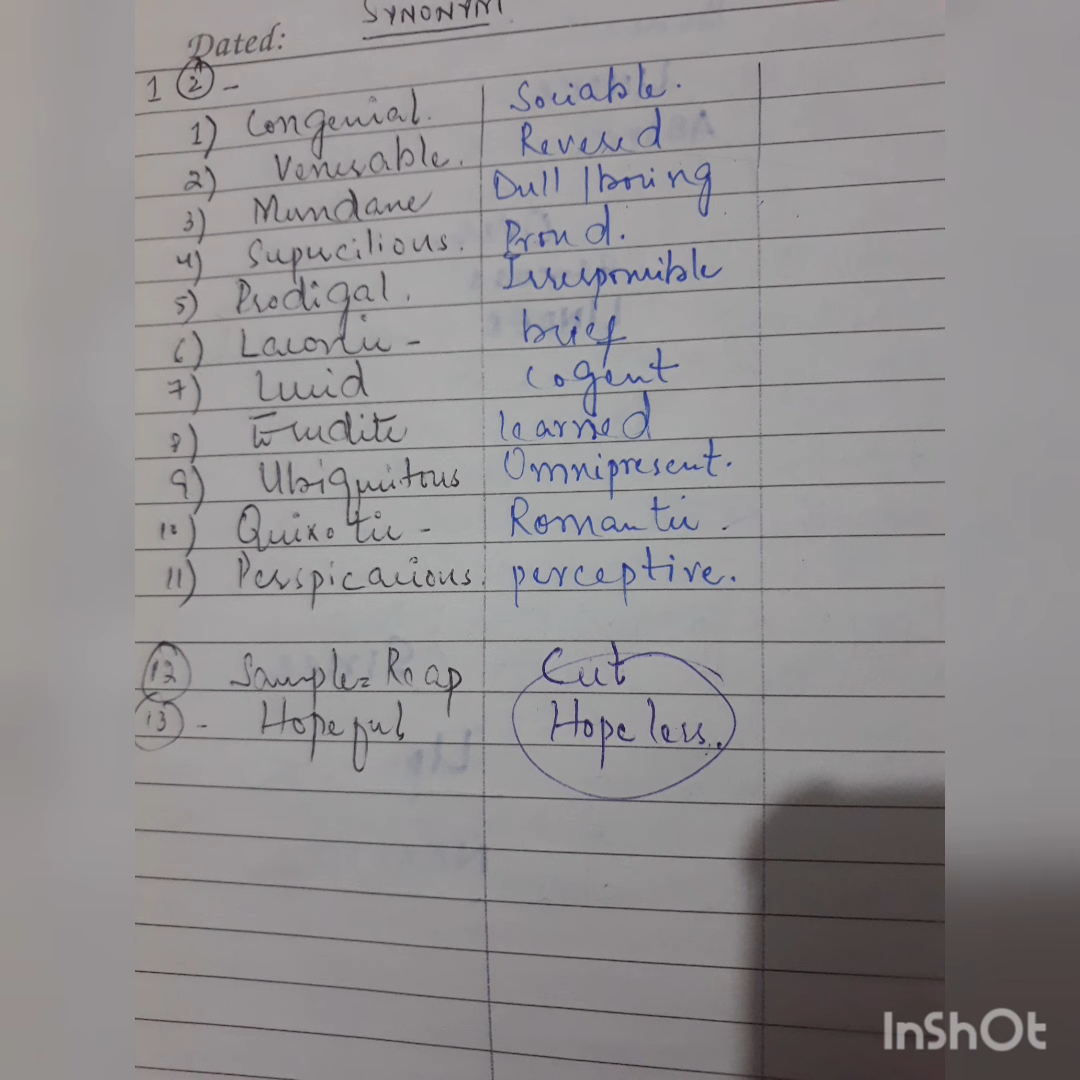 SYNONYM
Dated:
1 2 -
1) Congenial. Sociable.
2) Venerable. Revered
3) Mundane Dull / boring
4) Supercilious. Proud.
5) Prodigal. Irresponsible
6) Laconic - brief
7) Lucid Cogent
8) Erudite learned
9) Ubiquitous Omnipresent.
10) Quixotic - Romantic.
11) Perspicacious. perceptive.
12 Sample = Reap Cut
13 - Hopeful Hopeless.
InShOt